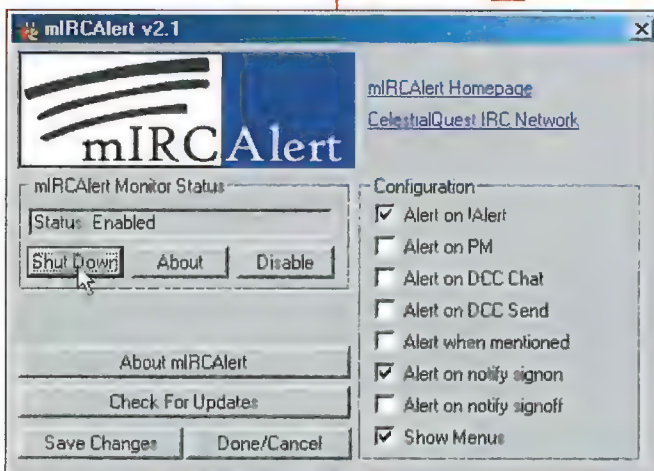 mIRCAlert v2.1
mIRCAlert
mIRCAlert Homepage
CelestialQuest IRC Network
mIRCAlert Monitor Status
Status: Enabled
Shut Down
About
Disable
About mIRCAlert
Check For Updates
Save Changes
Done/Cancel
Configuration
Alert on !Alert
Alert on PM
Alert on DCC Chat
Alert on DCC Send
Alert when mentioned
Alert on notify signon
Alert on notify signoff
Show Menus